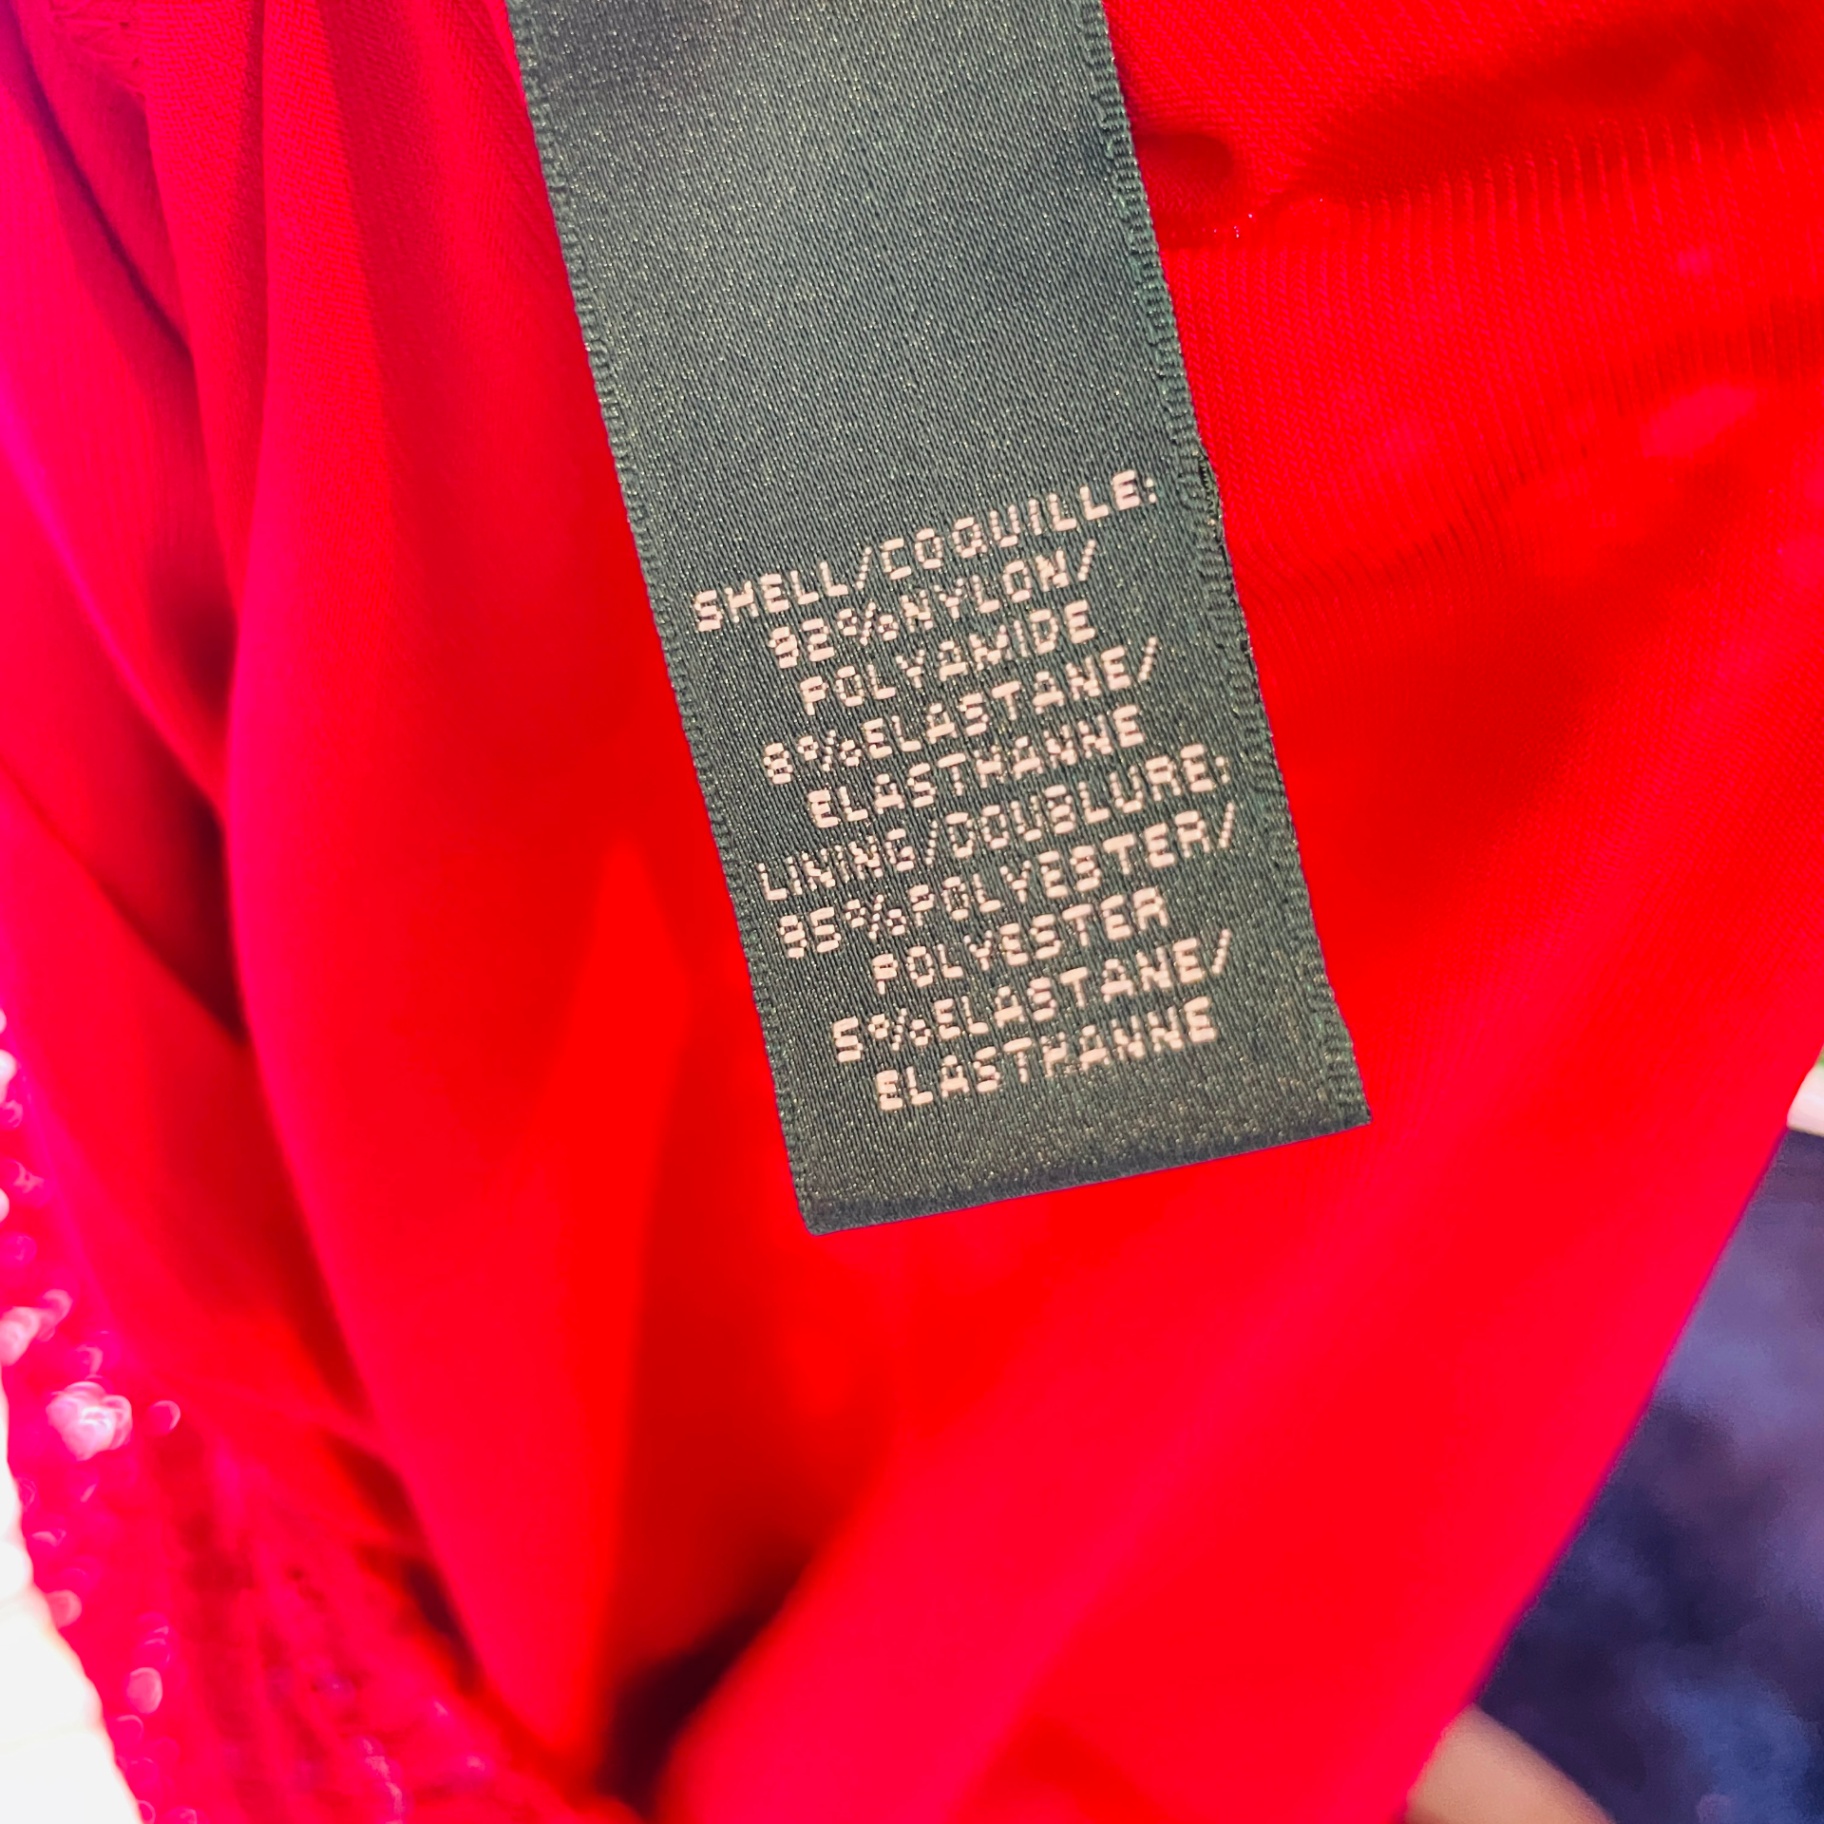 SHELL/COQUILLE:
92%NYLON/
POLYAMIDE
8%ELASTANE/
ELASTHANNE
LINING/DOUBLURE:
95%POLYESTER/
POLYESTER
5%ELASTANE/
ELASTHANNE